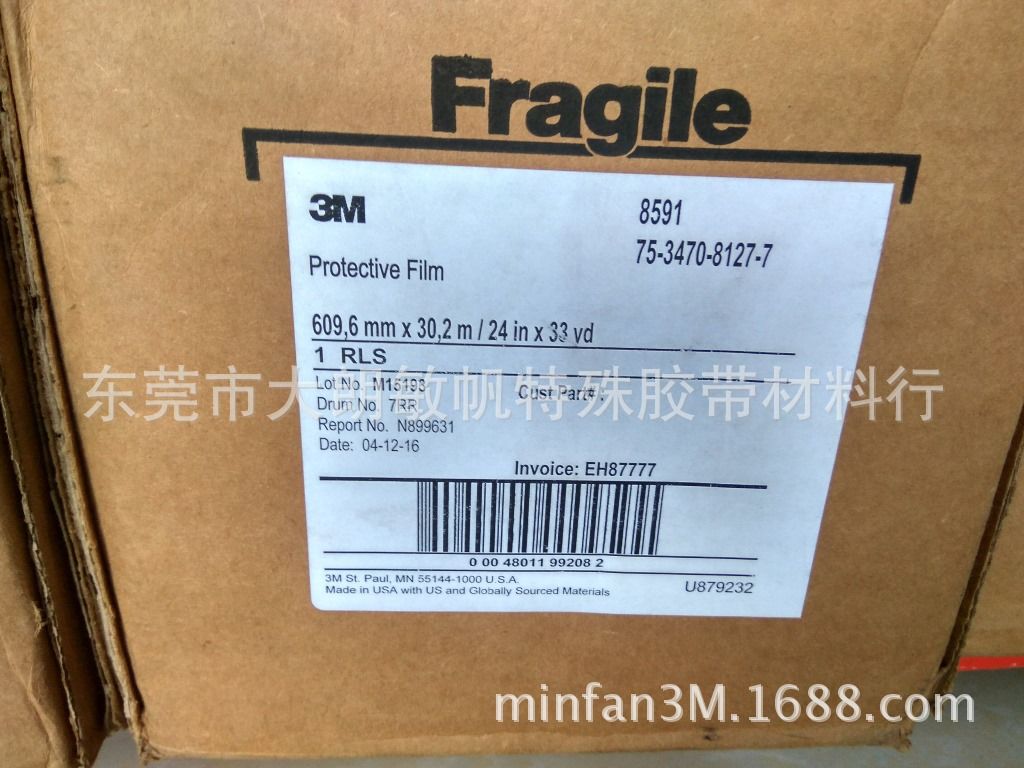 Fragile
3M
8591
75-3470-8127-7
Protective Film
609,6 mm x 30,2 m / 24 in x 33 yd
1 RLS
Lot No. M15193
Cust Part# :
Drum No. 7RR
Report No. N899631
Date: 04-12-16
东莞市大朗敏帆特殊胶带材料行
Invoice: EH87777
0 00 48011 99208 2
3M St. Paul, MN 55144-1000 U.S.A.
Made in USA with US and Globally Sourced Materials
U879232
minfan3M.1688.com